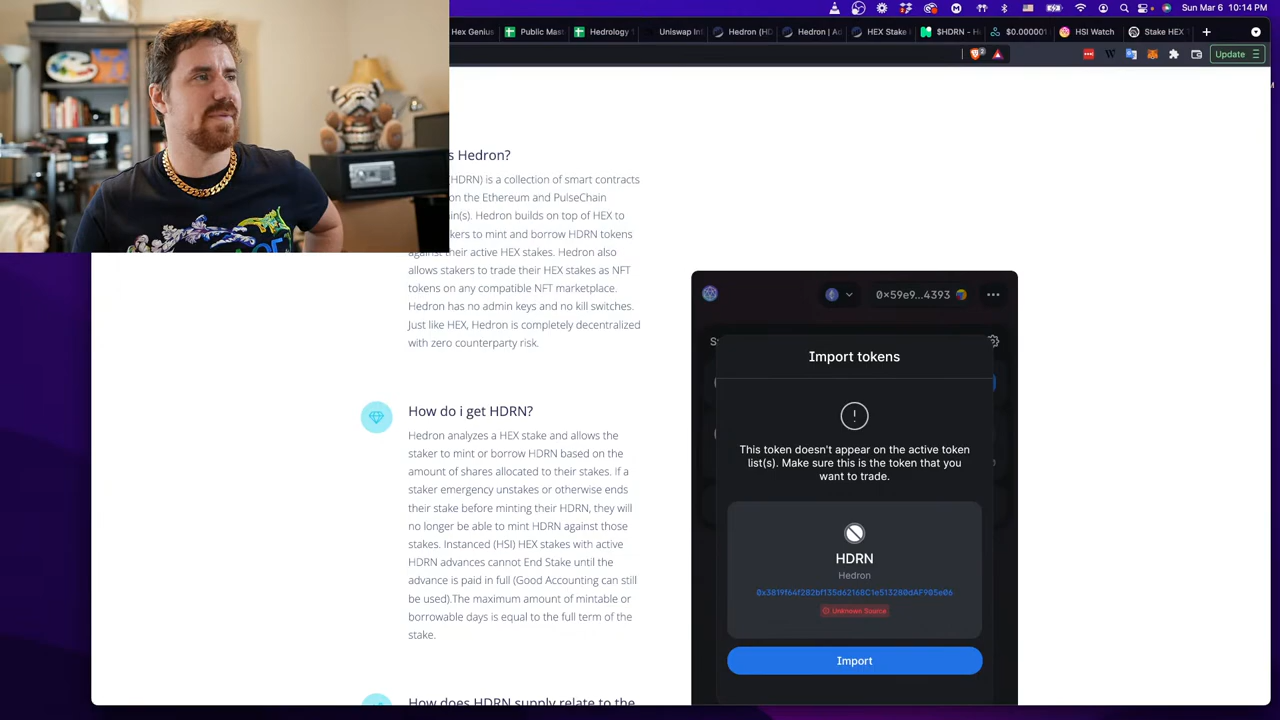 Sun Mar 6 10:14 PM
Hex Genius
Public Mas
Hedrology
Uniswap Inf
Hedron (HD
Hedron | A
HEX Stake
$HDRN - H
$0.000001
HSI Watch
Stake HEX
Update
s Hedron?
(HDRN) is a collection of smart contracts
on the Ethereum and PulseChain
in(s). Hedron builds on top of HEX to
kers to mint and borrow HDRN tokens
against their active HEX stakes. Hedron also
allows stakers to trade their HEX stakes as NFT
tokens on any compatible NFT marketplace.
Hedron has no admin keys and no kill switches.
Just like HEX, Hedron is completely decentralized
with zero counterparty risk.
How do i get HDRN?
Hedron analyzes a HEX stake and allows the
staker to mint or borrow HDRN based on the
amount of shares allocated to their stakes. If a
staker emergency unstakes or otherwise ends
their stake before minting their HDRN, they will
no longer be able to mint HDRN against those
stakes. Instanced (HSI) HEX stakes with active
HDRN advances cannot End Stake until the
advance is paid in full (Good Accounting can still
be used).The maximum amount of mintable or
borrowable days is equal to the full term of the
stake.
How does HDRN supply relate to the
0x59e9...4393
Import tokens
This token doesn't appear on the active token
list(s). Make sure this is the token that you
want to trade.
HDRN
Hedron
0x3819f64f282bf135d62168C1e513280dAF905e06
Unknown Source
Import